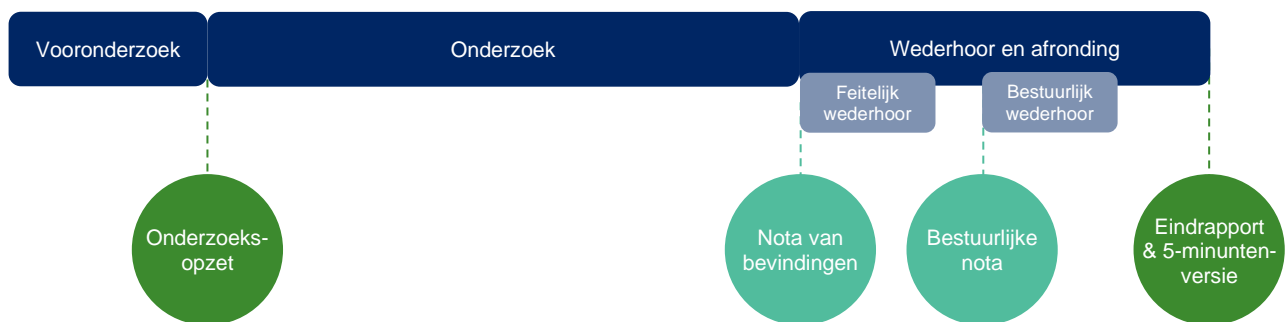 Vooronderzoek
Onderzoek
Wederhoor en afronding
Feitelijk
wederhoor
Bestuurlijk
wederhoor
Onderzoeks-
opzet
Nota van
bevindingen
Bestuurlijke
nota
Eindrapport
& 5-minunten-
versie